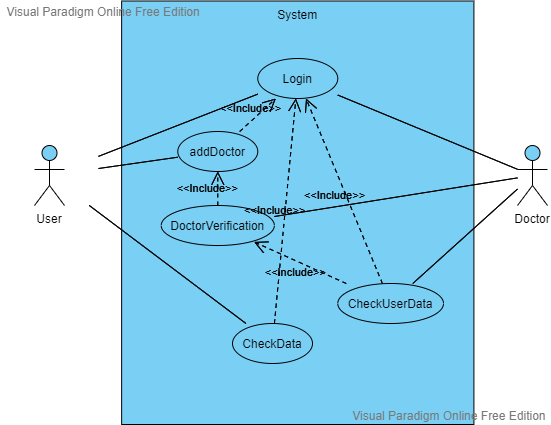 Visual Paradigm Online Free Edition
System
Login
<<Include>>
addDoctor
<<Include>>
<<Include>>
User
Doctor
<<Include>>
DoctorVerification
<<Include>>
CheckUserData
CheckData
Visual Paradigm Online Free Edition